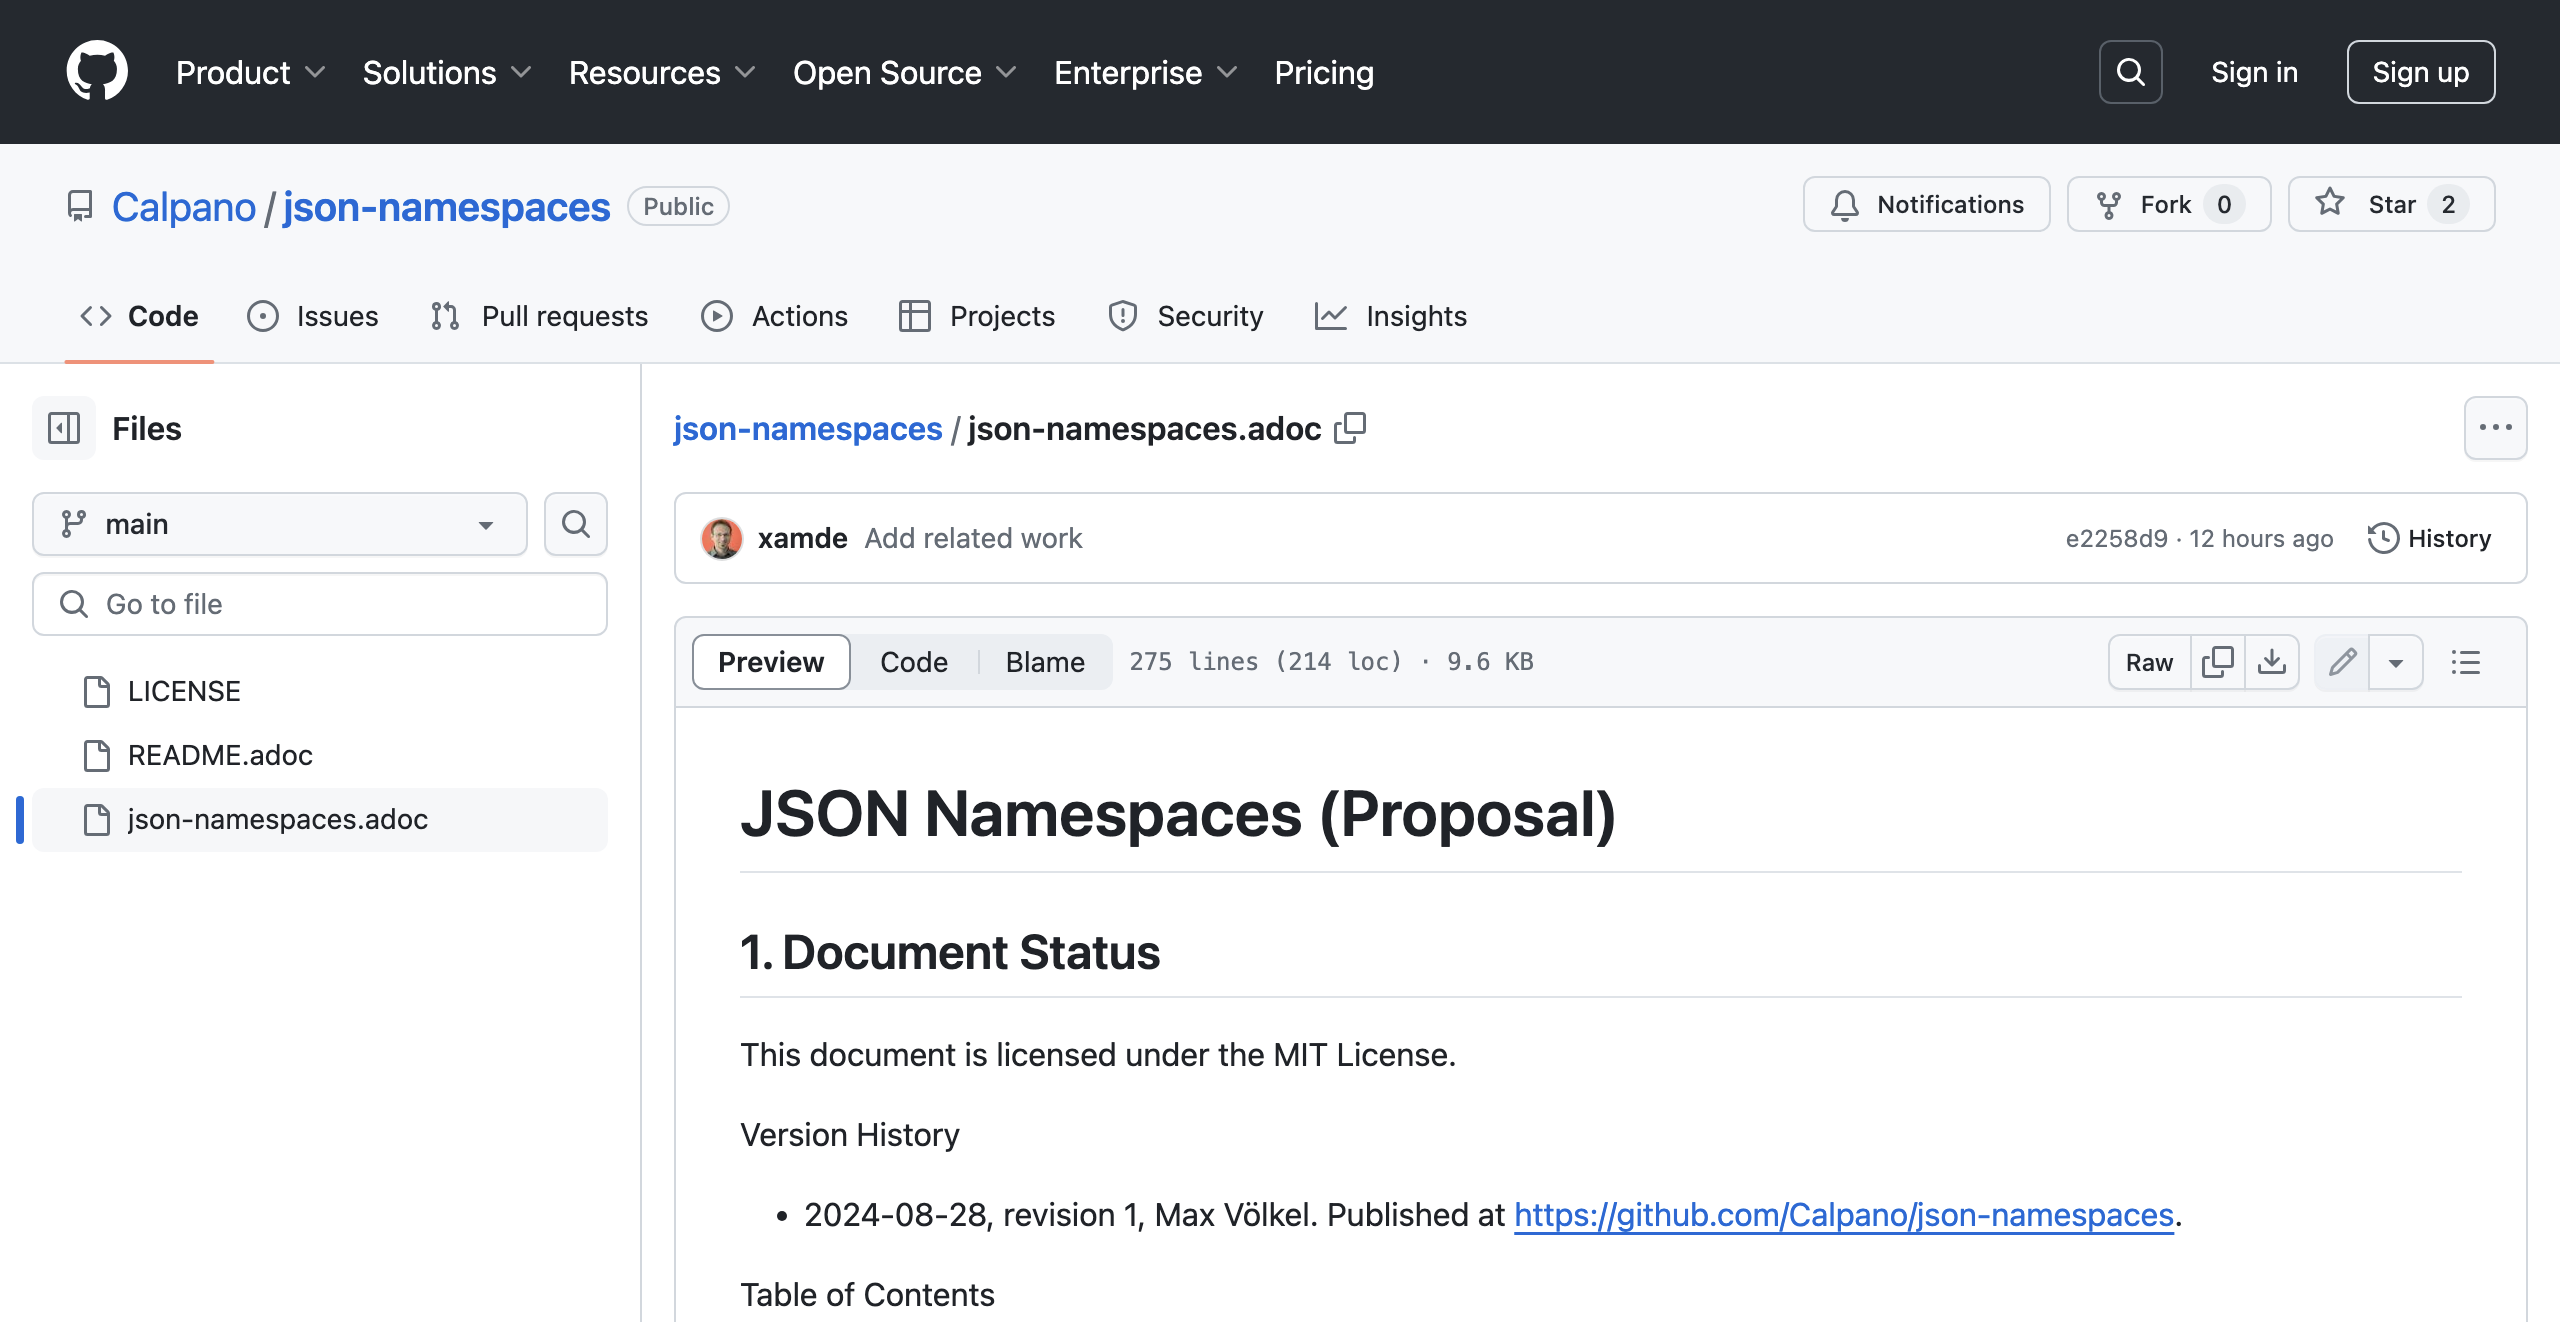 Product Solutions Resources Open Source Enterprise Pricing Sign in Sign up
Calpano / json-namespaces Public Notifications Fork 0 Star 2
Code Issues Pull requests Actions Projects Security Insights
Files
main
Go to file
LICENSE
README.adoc
json-namespaces.adoc
json-namespaces / json-namespaces.adoc
xamde Add related work e2258d9 · 12 hours ago History
Preview Code Blame 275 lines (214 loc) · 9.6 KB Raw
JSON Namespaces (Proposal)
1. Document Status
This document is licensed under the MIT License.
Version History
• 2024-08-28, revision 1, Max Völkel. Published at https://github.com/Calpano/json-namespaces.
Table of Contents